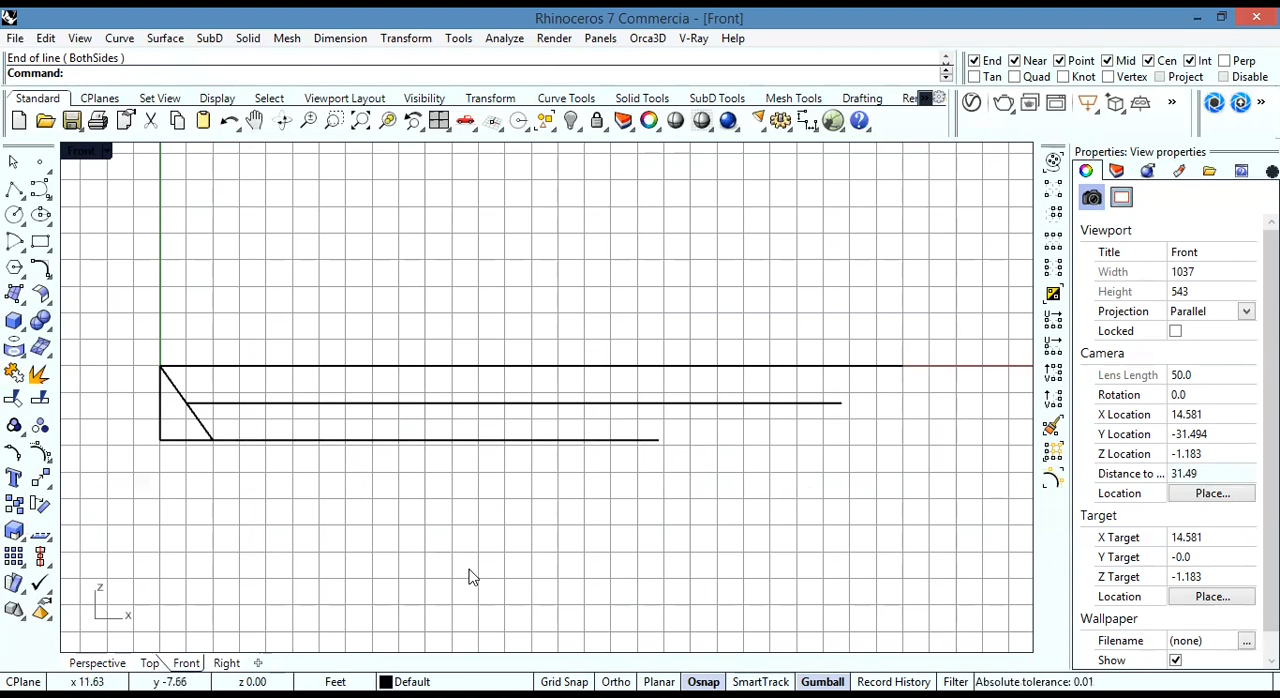 Rhinoceros 7 Commercia - [Front]
File Edit View Curve Surface SubD Solid Mesh Dimension Transform Tools Analyze Render Panels Orca3D V-Ray Help
End of line ( BothSides )
Command:
End Near Point Mid Cen Int Perp
Tan Quad Knot Vertex Project Disable
Standard CPlanes Set View Display Select Viewport Layout Visibility Transform Curve Tools Solid Tools SubD Tools Mesh Tools Drafting Rei
Front
Properties: View properties
Viewport
Title Front
Width 1037
Height 543
Projection Parallel
Locked
Camera
Lens Length 50.0
Rotation 0.0
X Location 14.581
Y Location -31.494
Z Location -1.183
Distance to ... 31.49
Location Place...
Target
X Target 14.581
Y Target -0.0
Z Target -1.183
Location Place...
Wallpaper
Filename (none) ...
Show
z
x
Perspective Top Front Right
CPlane x 11.63 y -7.66 z 0.00 Feet Default Grid Snap Ortho Planar Osnap SmartTrack Gumball Record History Filter Absolute tolerance: 0.01